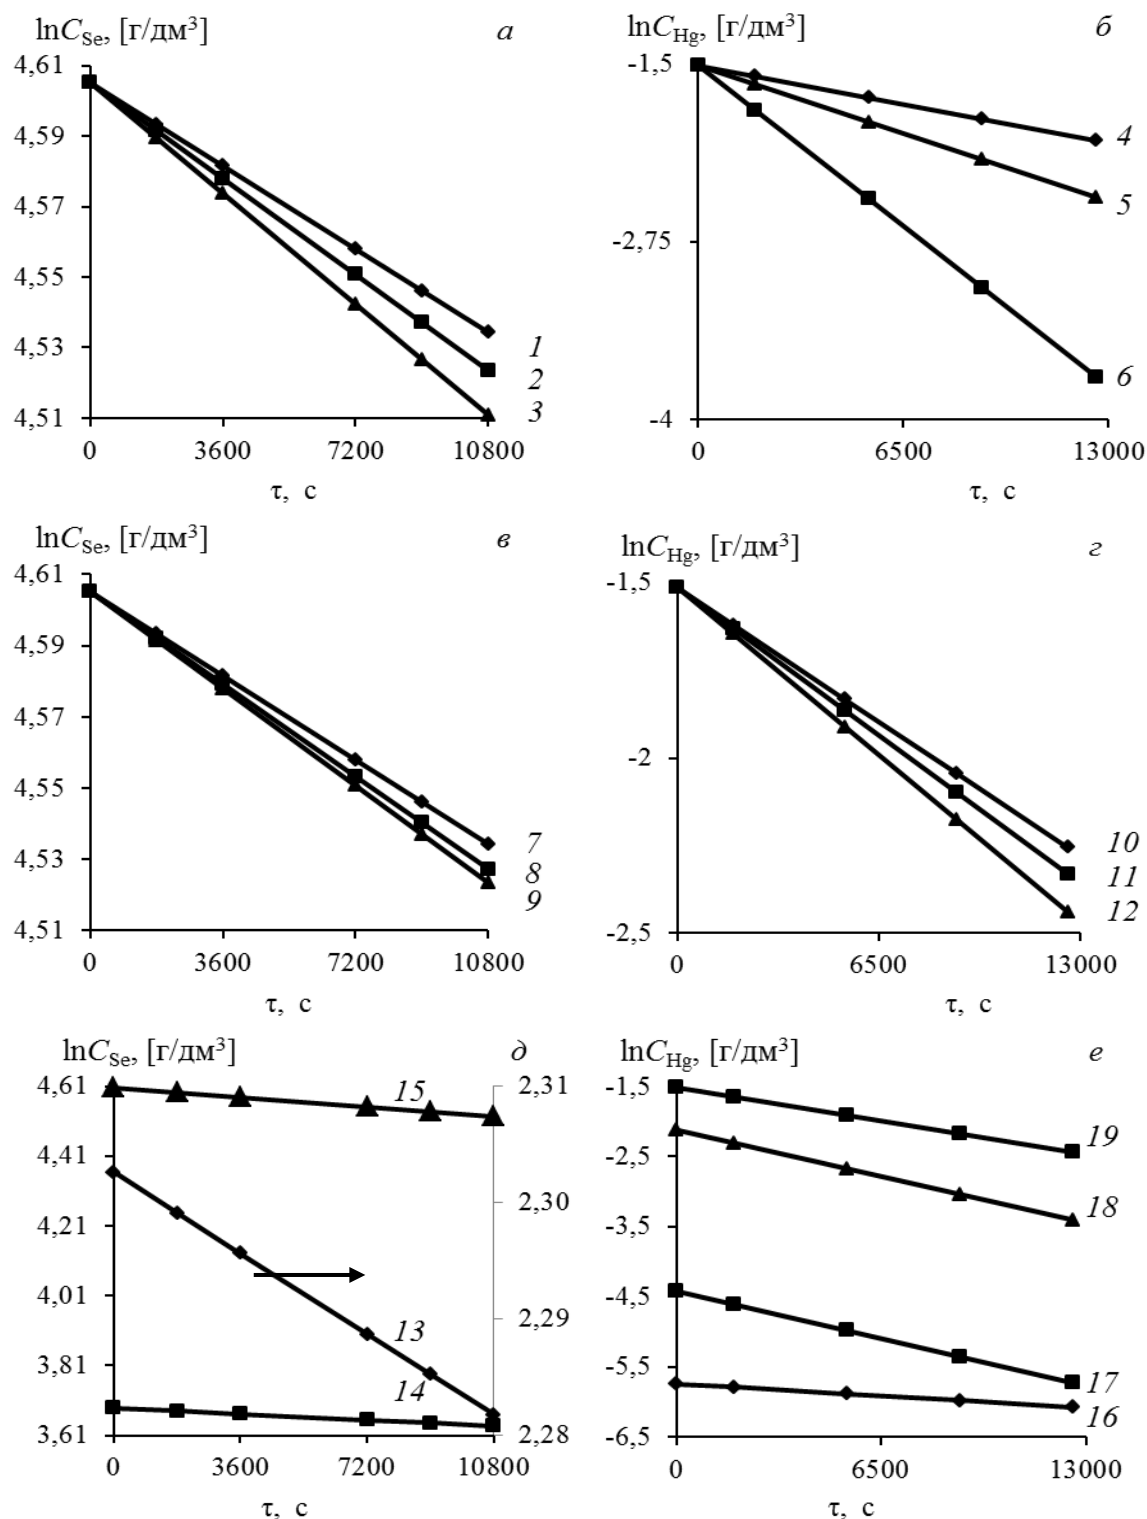 lnC_Se, [г/дм³] а
4,61
4,59
4,57
4,55
4,53
4,51
1
2
3
0 3600 7200 10800
τ, с
lnC_Hg, [г/дм³] б
-1,5
-2,75
-4
4
5
6
0 6500 13000
τ, с
lnC_Se, [г/дм³] в
4,61
4,59
4,57
4,55
4,53
4,51
7
8
9
0 3600 7200 10800
τ, с
lnC_Hg, [г/дм³] г
-1,5
-2
-2,5
10
11
12
0 6500 13000
τ, с
lnC_Se, [г/дм³] д
4,61
4,41
4,21
4,01
3,81
3,61
15
13
14
2,31
2,30
2,29
2,28
0 3600 7200 10800
τ, с
lnC_Hg, [г/дм³] е
-1,5
-2,5
-3,5
-4,5
-5,5
-6,5
19
18
17
16
0 6500 13000
τ, с